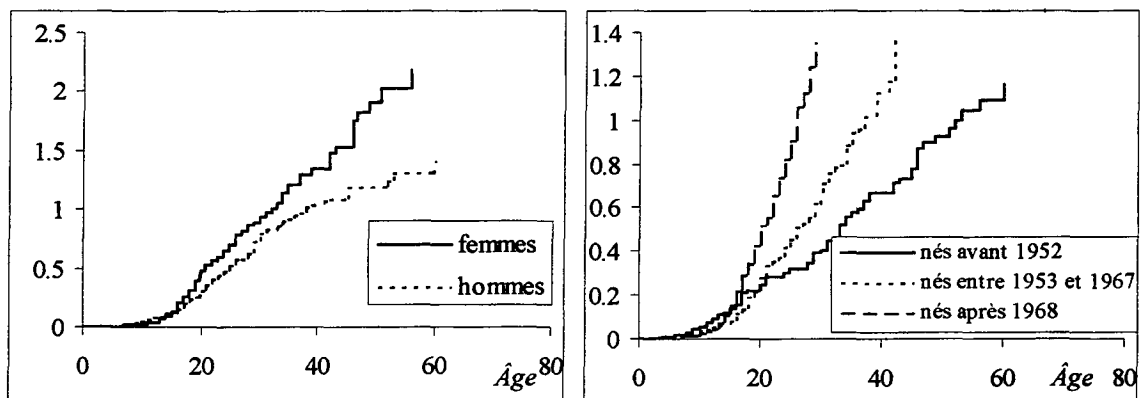 2.5
2
1.5
1
0.5
0
femmes
hommes
0 20 40 60 80
Âge
1.4
1.2
1
0.8
0.6
0.4
0.2
0
nés avant 1952
nés entre 1953 et 1967
nés après 1968
0 20 40 60 80
Âge